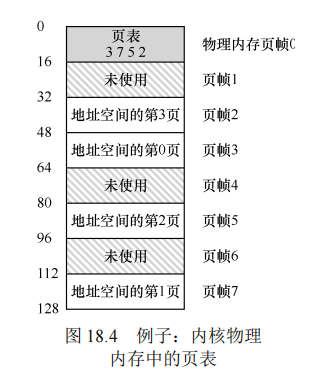 0
页表
3 7 5 2
物理内存页帧0
16
未使用
页帧1
32
地址空间的第3页
页帧2
48
地址空间的第0页
页帧3
64
未使用
页帧4
80
地址空间的第2页
页帧5
96
未使用
页帧6
112
地址空间的第1页
页帧7
128
图 18.4 例子：内核物理
内存中的页表